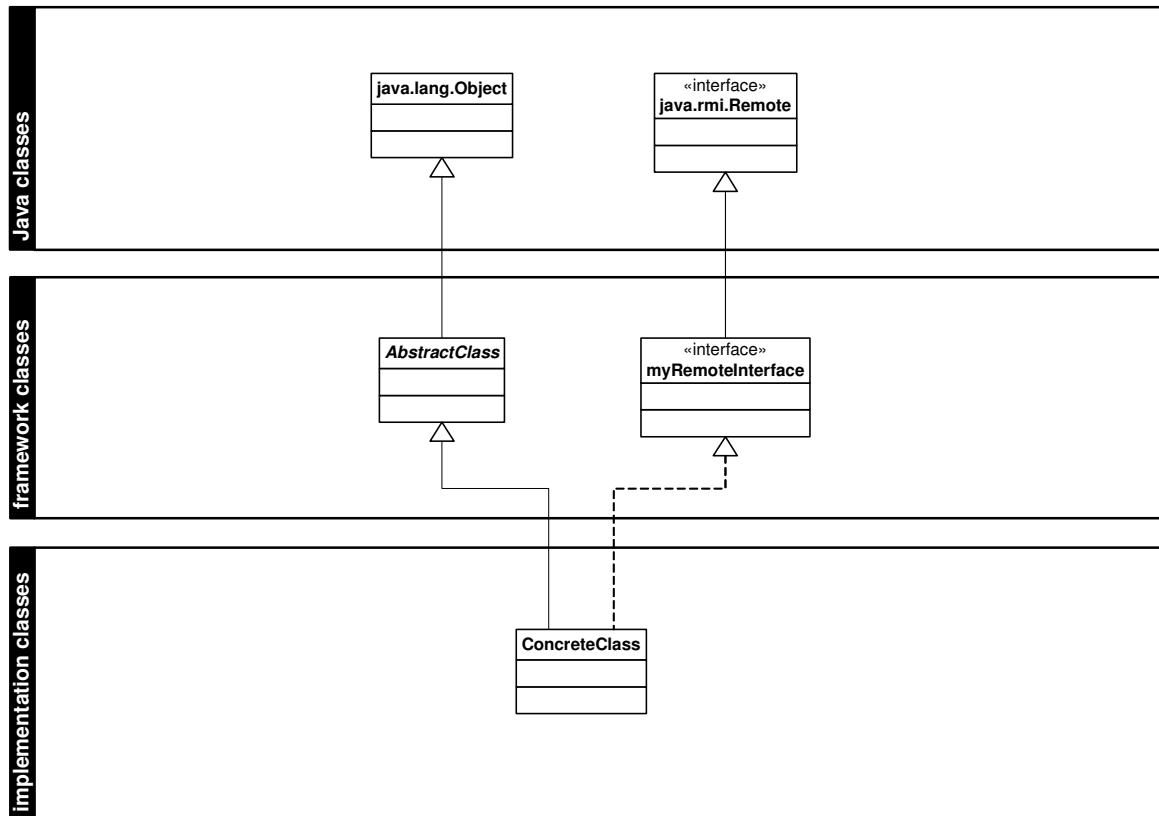 Java classes
java.lang.Object
«interface»
java.rmi.Remote
framework classes
AbstractClass
«interface»
myRemoteInterface
implementation classes
ConcreteClass